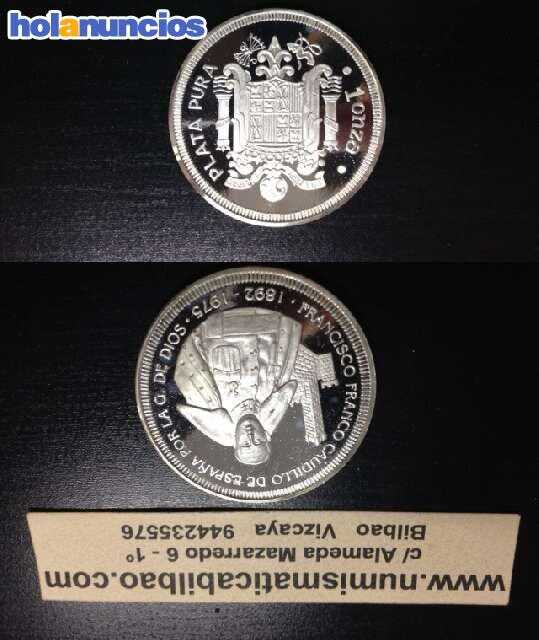 holanuncios
PLATA PURA
1 onza
FRANCISCO FRANCO CAUDILLO DE ESPAÑA POR LA G. DE DIOS · 1892 - 1975 ·
www.numismaticabilbao.com
c/ Alameda Mazarredo 6 - 1º
Bilbao Vizcaya 944235576